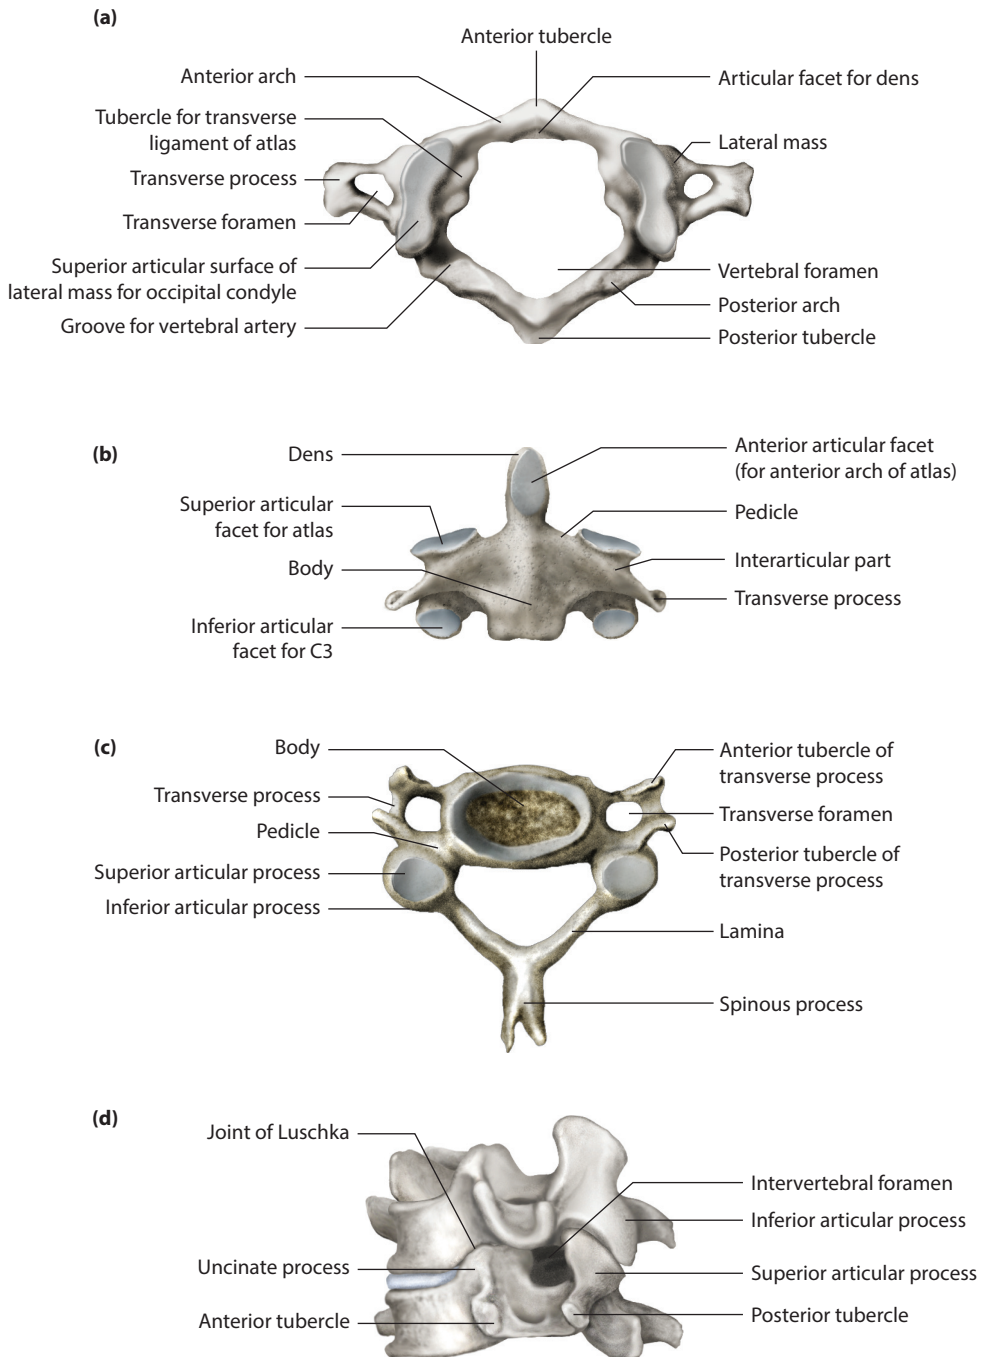 (a)
Anterior tubercle
Anterior arch
Articular facet for dens
Tubercle for transverse
ligament of atlas
Lateral mass
Transverse process
Transverse foramen
Superior articular surface of
lateral mass for occipital condyle
Vertebral foramen
Groove for vertebral artery
Posterior arch
Posterior tubercle
(b)
Dens
Anterior articular facet
(for anterior arch of atlas)
Superior articular
facet for atlas
Pedicle
Body
Interarticular part
Transverse process
Inferior articular
facet for C3
(c)
Body
Anterior tubercle of
transverse process
Transverse process
Transverse foramen
Pedicle
Posterior tubercle of
transverse process
Superior articular process
Inferior articular process
Lamina
Spinous process
(d)
Joint of Luschka
Intervertebral foramen
Inferior articular process
Uncinate process
Superior articular process
Anterior tubercle
Posterior tubercle